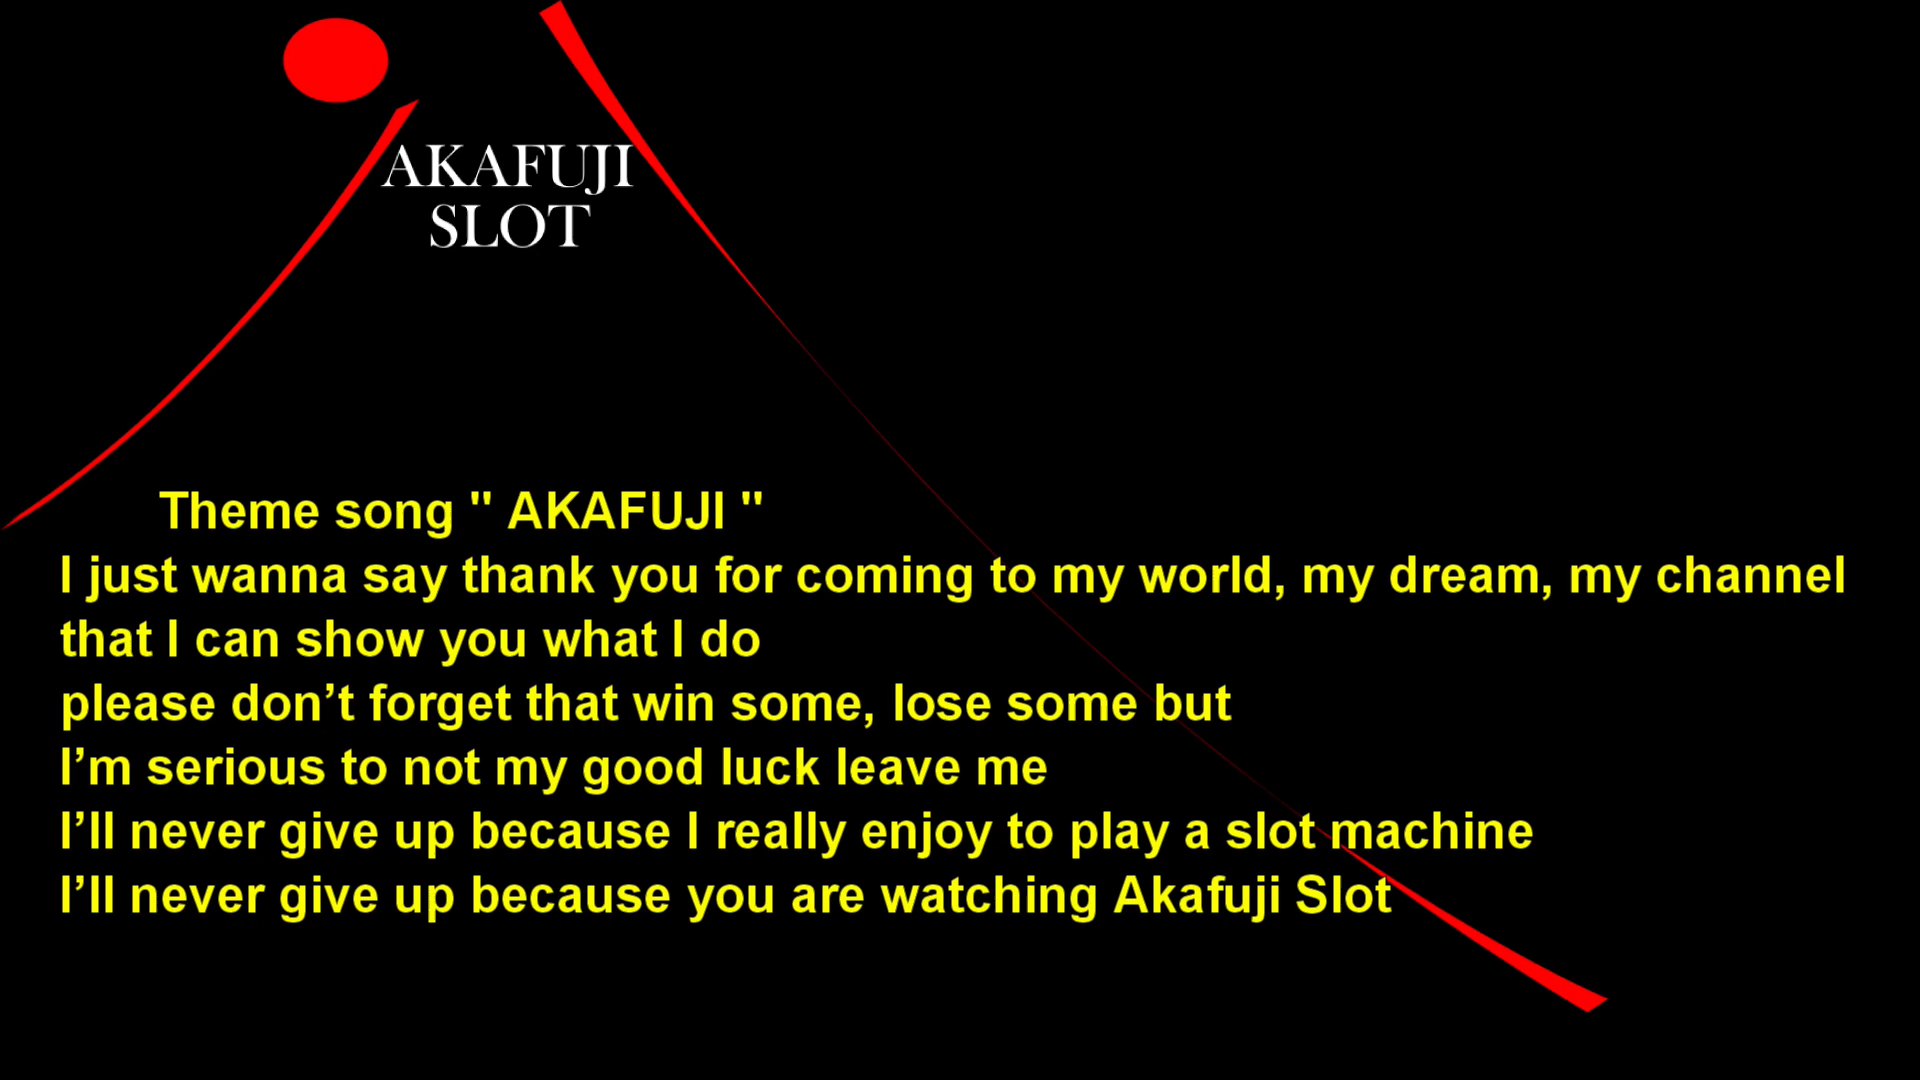 AKAFUJI
SLOT
Theme song " AKAFUJI "
I just wanna say thank you for coming to my world, my dream, my channel
that I can show you what I do
please don’t forget that win some, lose some but
I’m serious to not my good luck leave me
I’ll never give up because I really enjoy to play a slot machine
I’ll never give up because you are watching Akafuji Slot